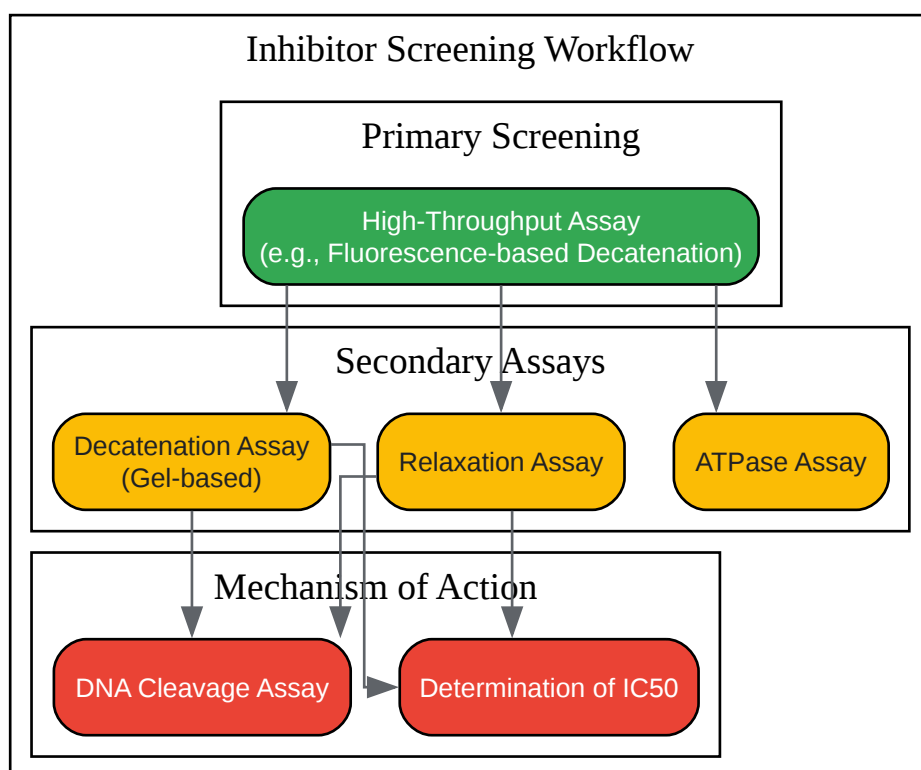 Inhibitor Screening Workflow
Primary Screening
High-Throughput Assay
(e.g., Fluorescence-based Decatenation)
Secondary Assays
Decatenation Assay
(Gel-based)
Relaxation Assay
ATPase Assay
Mechanism of Action
DNA Cleavage Assay
Determination of IC50